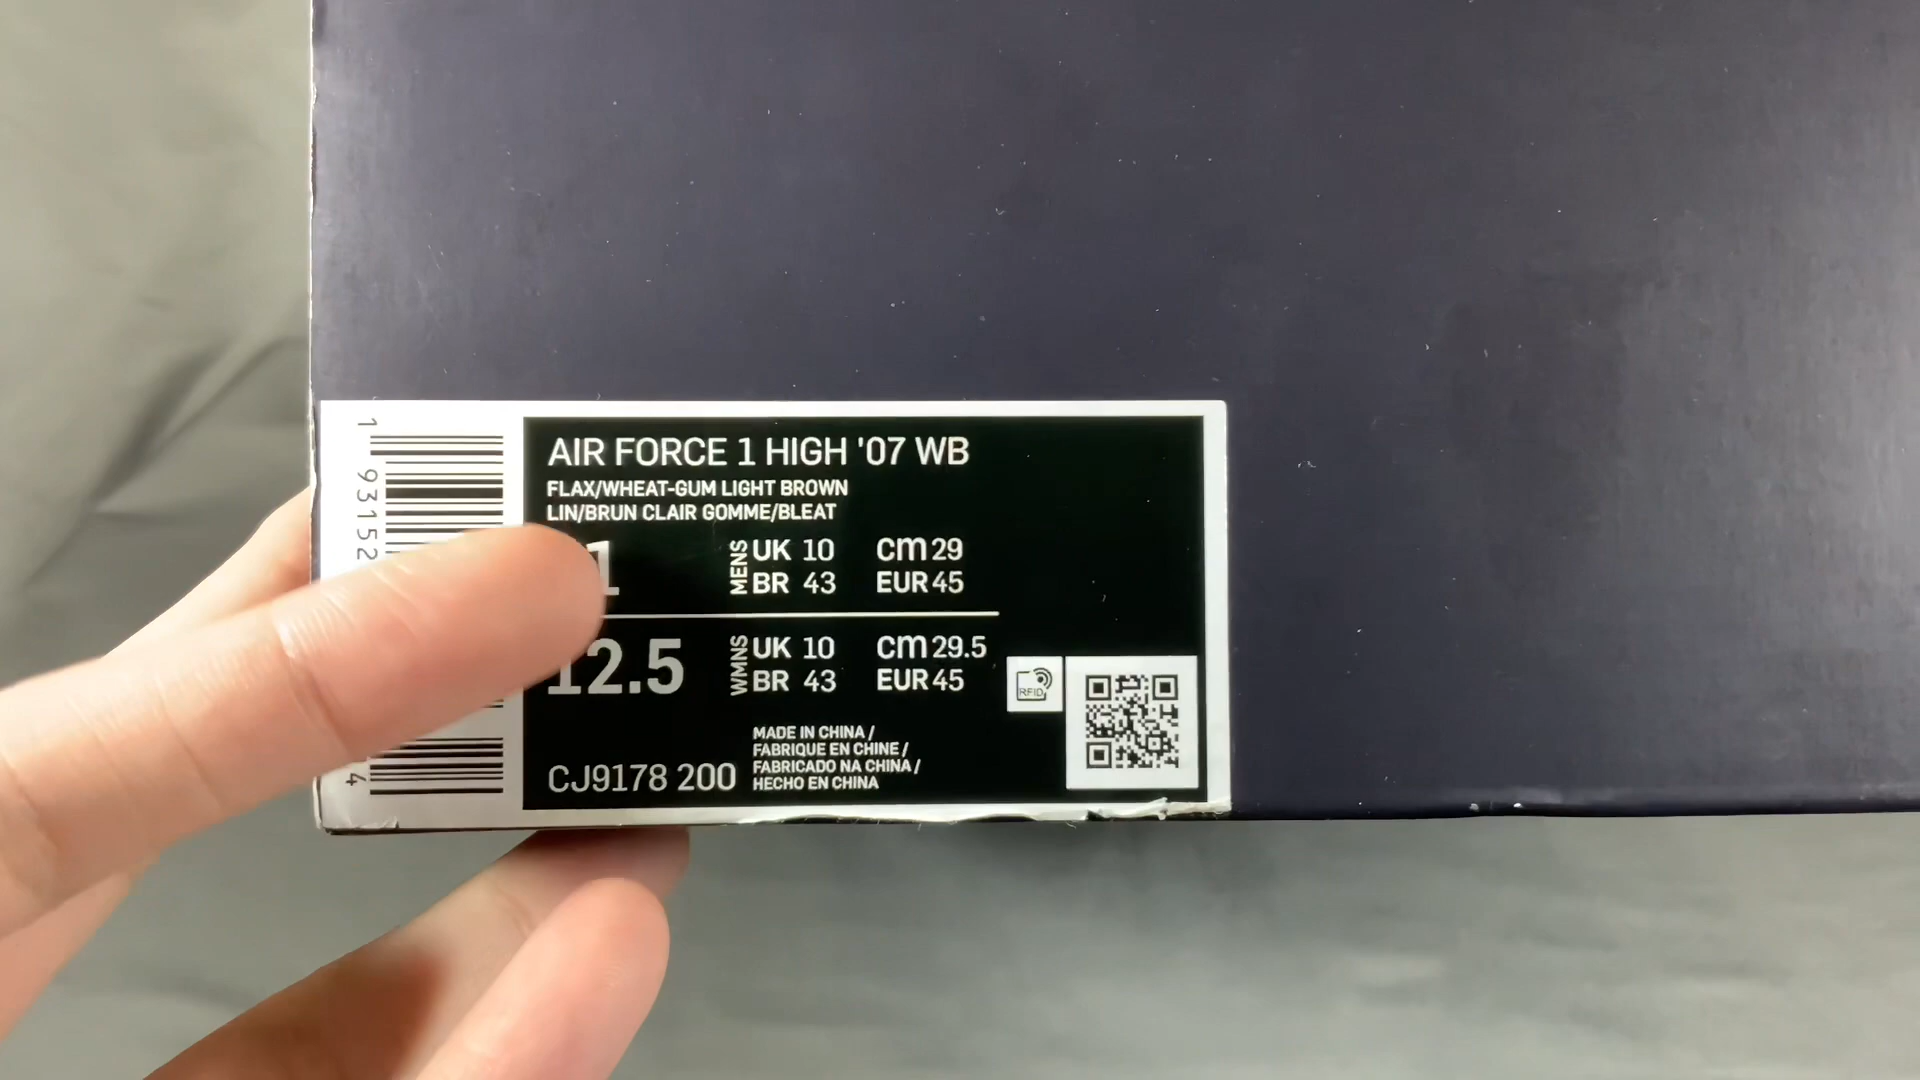 AIR FORCE 1 HIGH '07 WB
FLAX/WHEAT-GUM LIGHT BROWN
LIN/BRUN CLAIR GOMME/BLEAT
MENS
UK 10 cm 29
BR 43 EUR 45
12.5
WMNS
UK 10 cm 29.5
BR 43 EUR 45
RFID
MADE IN CHINA /
FABRIQUE EN CHINE /
FABRICADO NA CHINA /
HECHO EN CHINA
CJ9178 200
1 93152
4